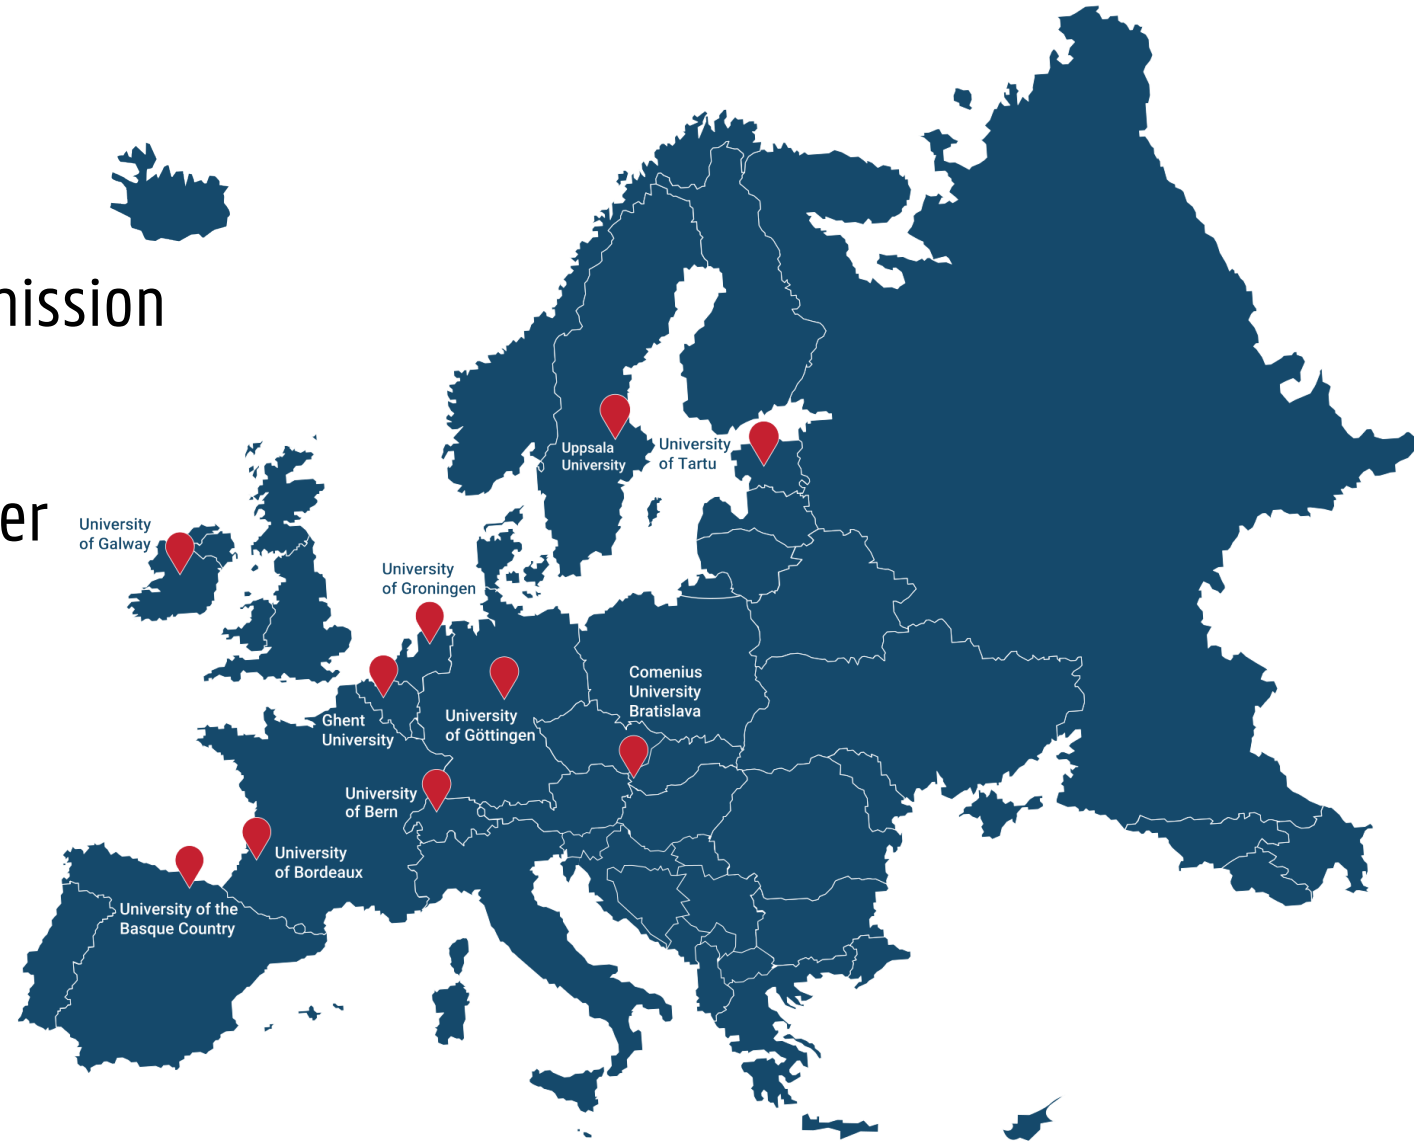 nission
er
Uppsala
University
University
of Tartu
University
of Galway
University
of Groningen
Comenius
University
Bratislava
Ghent
University
University
of Göttingen
University
of Bern
University
of Bordeaux
University of the
Basque Country